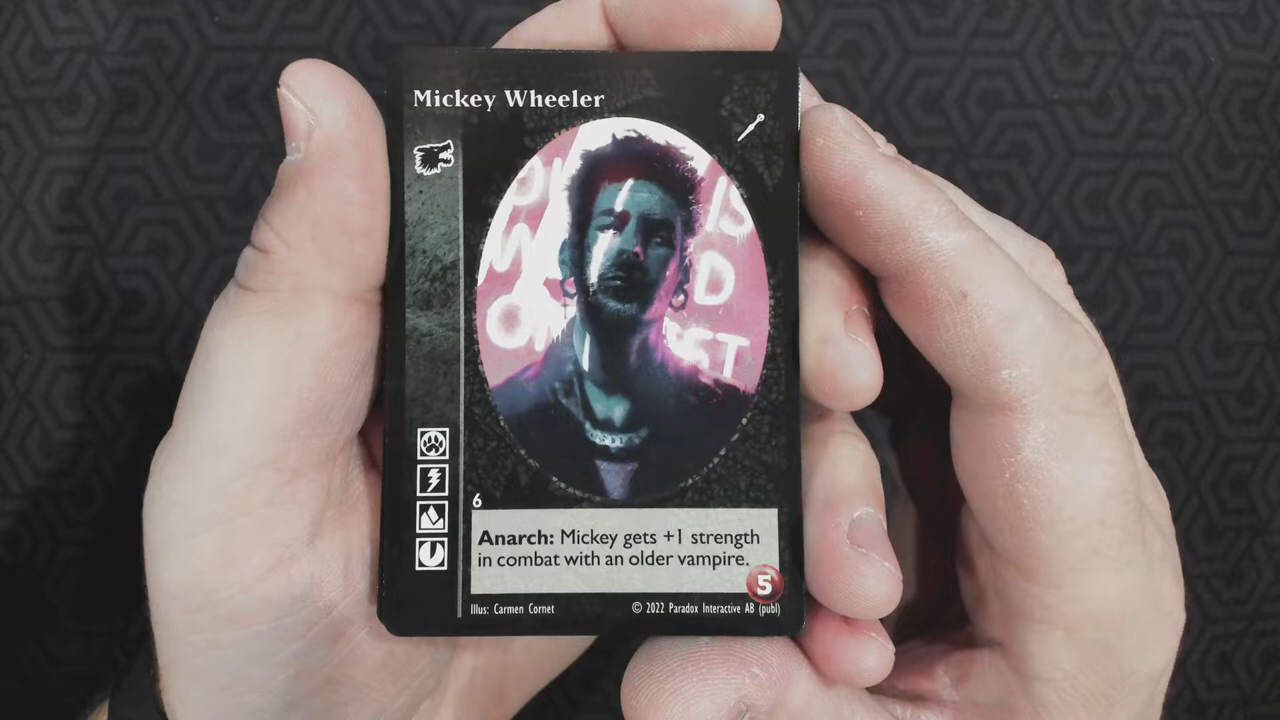 Mickey Wheeler
IS
D
6
Anarch: Mickey gets +1 strength
in combat with an older vampire.
5
Illus: Carmen Cornet
© 2022 Paradox Interactive AB (publ)